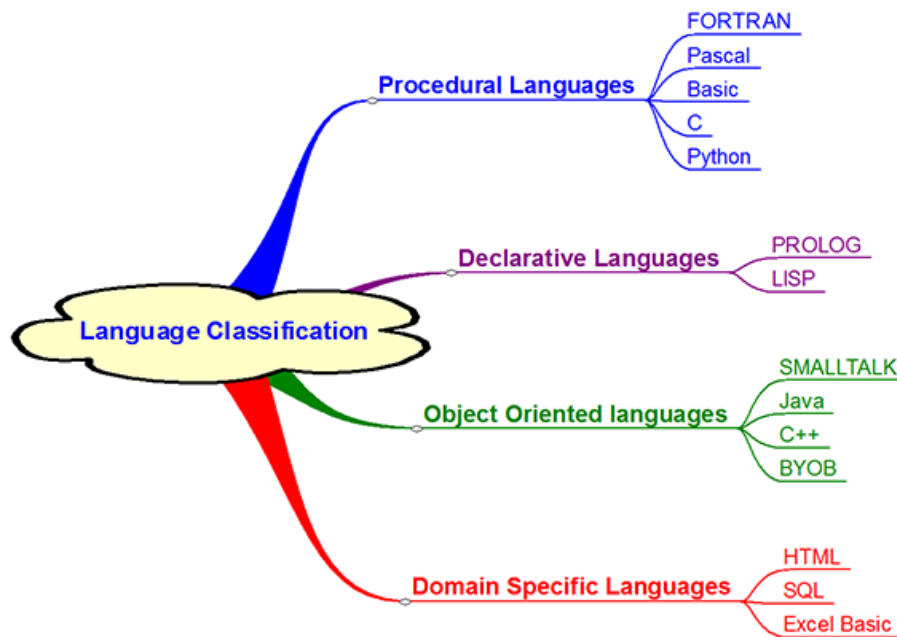 Language Classification
Procedural Languages
FORTRAN
Pascal
Basic
C
Python
Declarative Languages
PROLOG
LISP
Object Oriented languages
SMALLTALK
Java
C++
BYOB
Domain Specific Languages
HTML
SQL
Excel Basic